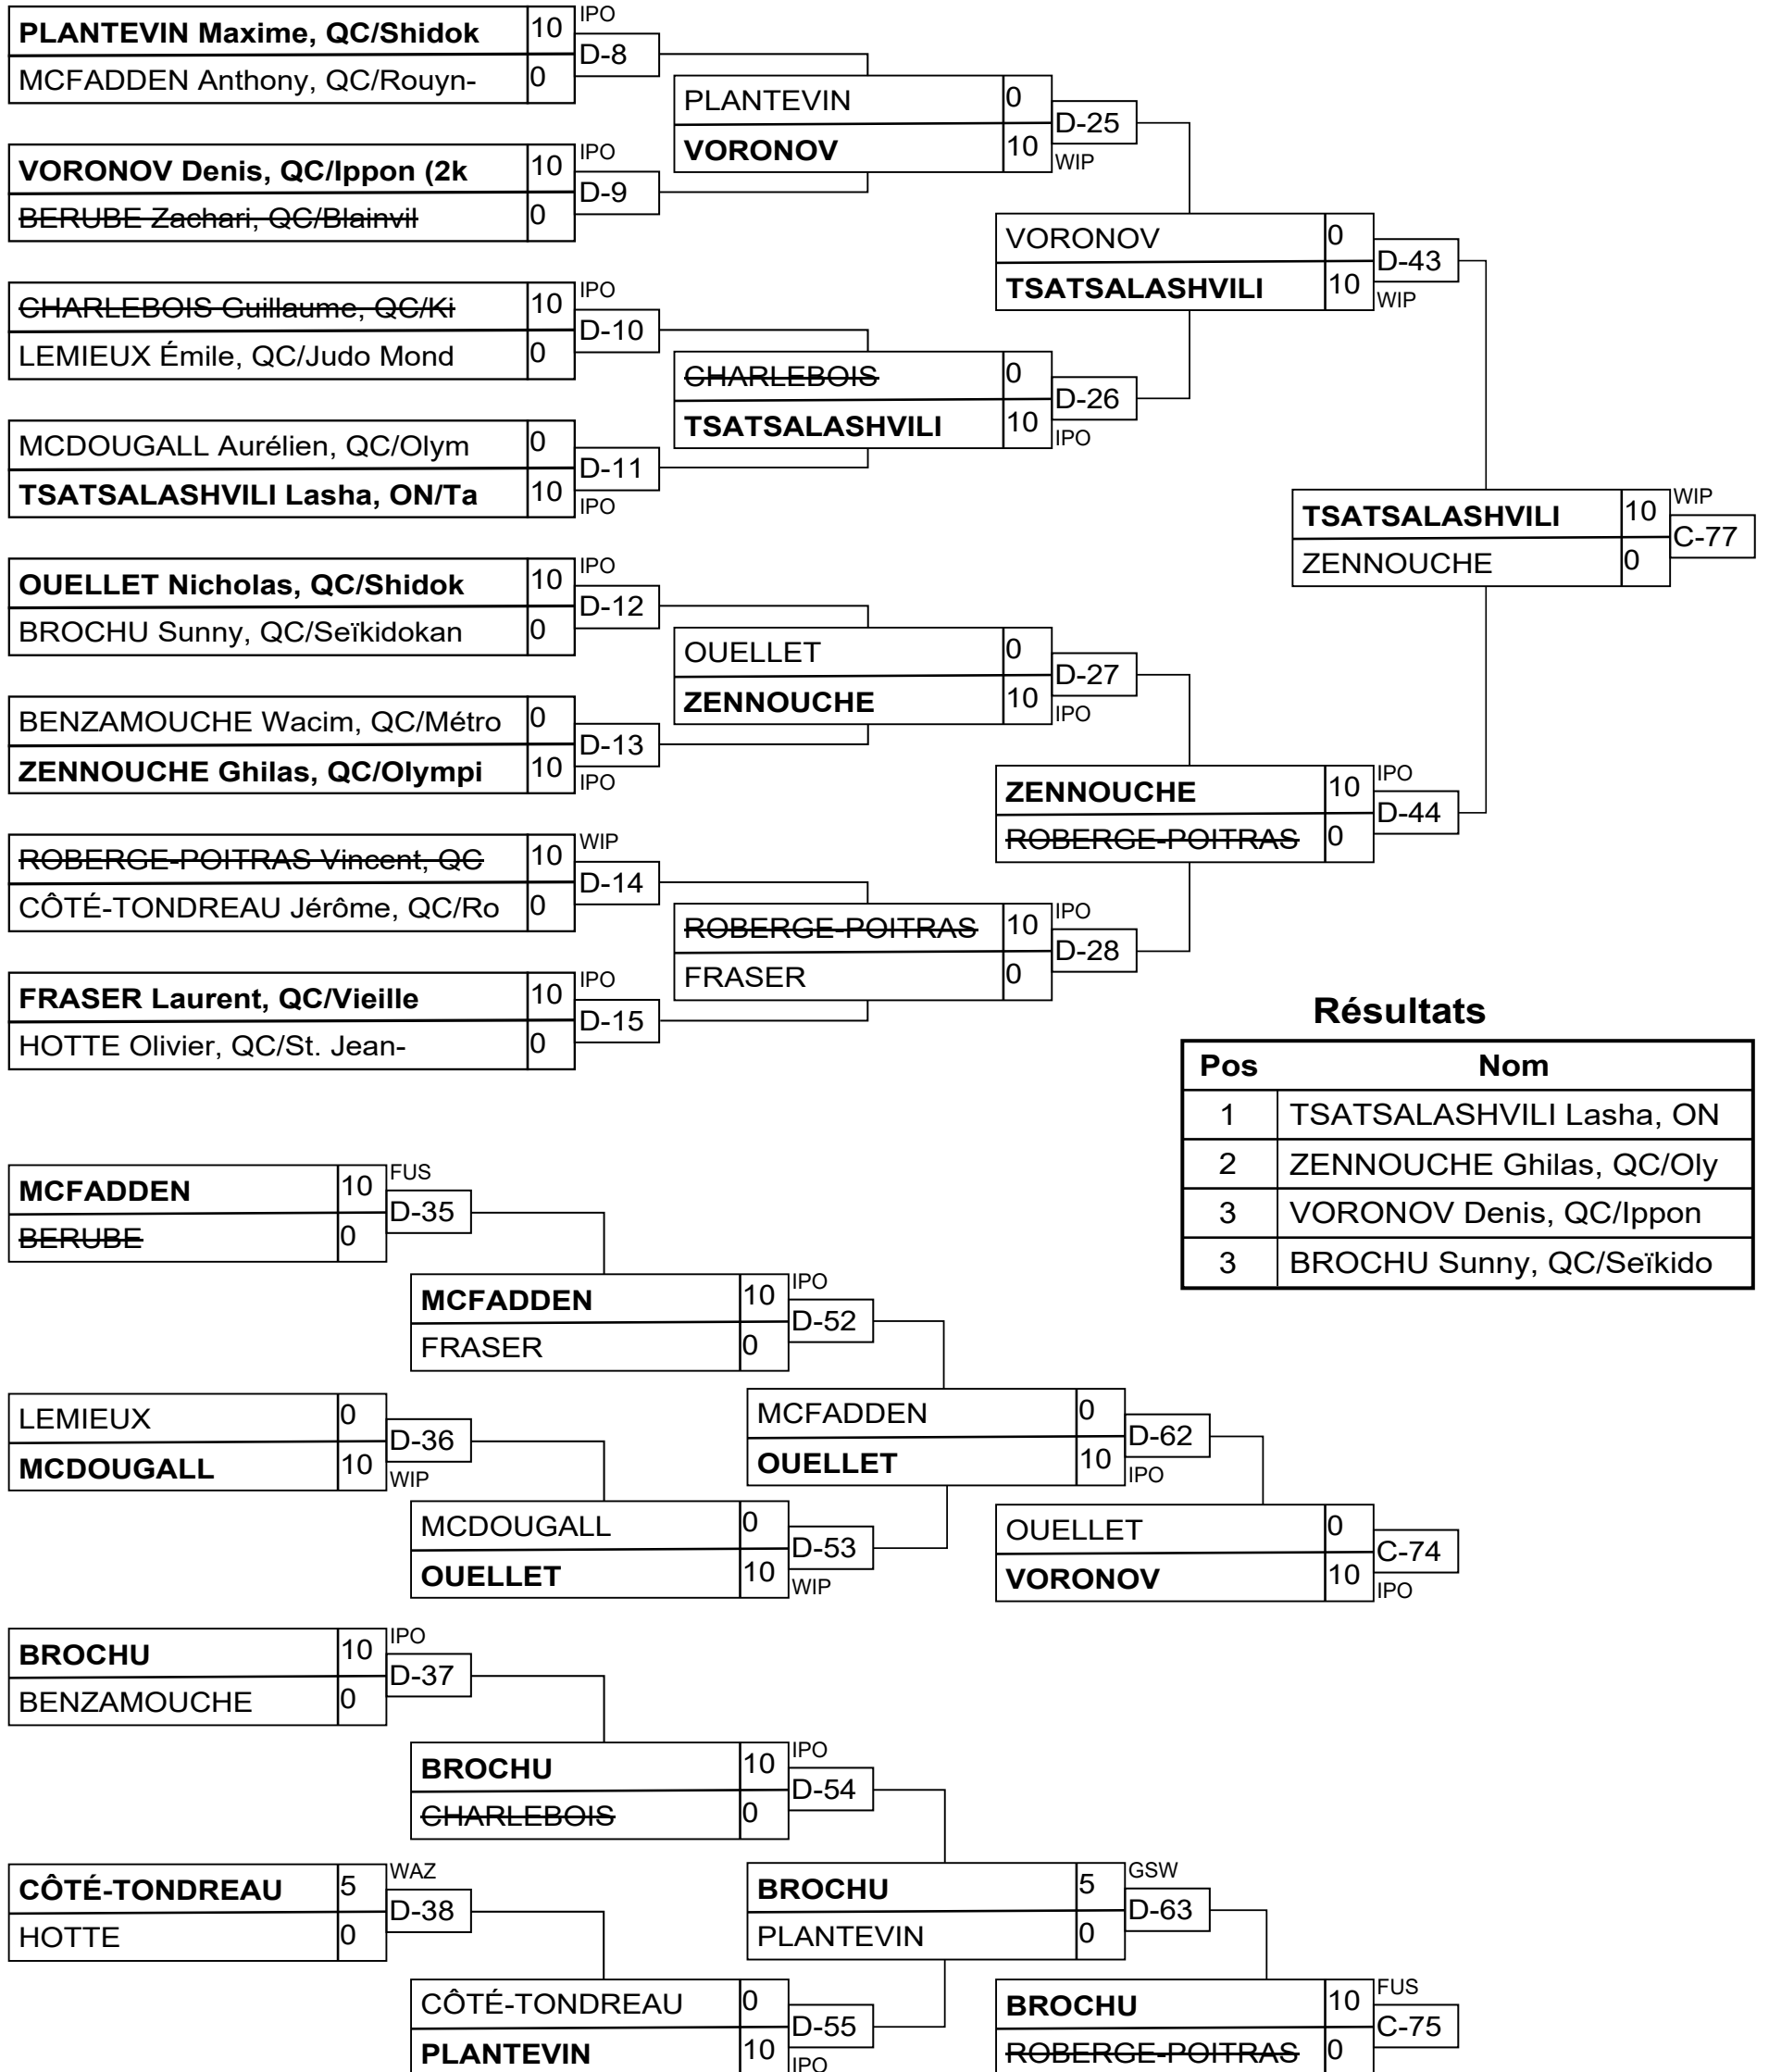 PLANTEVIN Maxime, QC/Shidok 10 IPO
D-8
MCFADDEN Anthony, QC/Rouyn- 0
PLANTEVIN 0
D-25
VORONOV 10 WIP
VORONOV Denis, QC/Ippon (2k 10 IPO
D-9
BERUBE Zachari, QC/Blainvil 0
VORONOV 0
D-43
TSATSALASHVILI 10 WIP
CHARLEBOIS Guillaume, QC/Ki 10 IPO
D-10
LEMIEUX Émile, QC/Judo Mond 0
CHARLEBOIS 0
D-26
TSATSALASHVILI 10 IPO
MCDOUGALL Aurélien, QC/Olym 0
D-11
TSATSALASHVILI Lasha, ON/Ta 10 IPO
TSATSALASHVILI 10 WIP
C-77
ZENNOUCHE 0
OUELLET Nicholas, QC/Shidok 10 IPO
D-12
BROCHU Sunny, QC/Seïkidokan 0
OUELLET 0
D-27
ZENNOUCHE 10 IPO
BENZAMOUCHE Wacim, QC/Métro 0
D-13
ZENNOUCHE Ghilas, QC/Olympi 10 IPO
ZENNOUCHE 10 IPO
D-44
ROBERGE-POITRAS 0
ROBERGE-POITRAS Vincent, QC 10 WIP
D-14
CÔTÉ-TONDREAU Jérôme, QC/Ro 0
ROBERGE-POITRAS 10 IPO
D-28
FRASER 0
FRASER Laurent, QC/Vieille 10 IPO
D-15
HOTTE Olivier, QC/St. Jean- 0
Résultats
Pos Nom
1 TSATSALASHVILI Lasha, ON
2 ZENNOUCHE Ghilas, QC/Oly
3 VORONOV Denis, QC/Ippon
3 BROCHU Sunny, QC/Seïkido
MCFADDEN 10 FUS
D-35
BERUBE 0
MCFADDEN 10 IPO
D-52
FRASER 0
LEMIEUX 0
D-36
MCDOUGALL 10 WIP
MCFADDEN 0
D-62
OUELLET 10 IPO
MCDOUGALL 0
D-53
OUELLET 10 WIP
OUELLET 0
C-74
VORONOV 10 IPO
BROCHU 10 IPO
D-37
BENZAMOUCHE 0
BROCHU 10 IPO
D-54
CHARLEBOIS 0
CÔTÉ-TONDREAU 5 WAZ
D-38
HOTTE 0
BROCHU 5 GSW
D-63
PLANTEVIN 0
CÔTÉ-TONDREAU 0
D-55
PLANTEVIN 10 IPO
BROCHU 10 FUS
C-75
ROBERGE-POITRAS 0